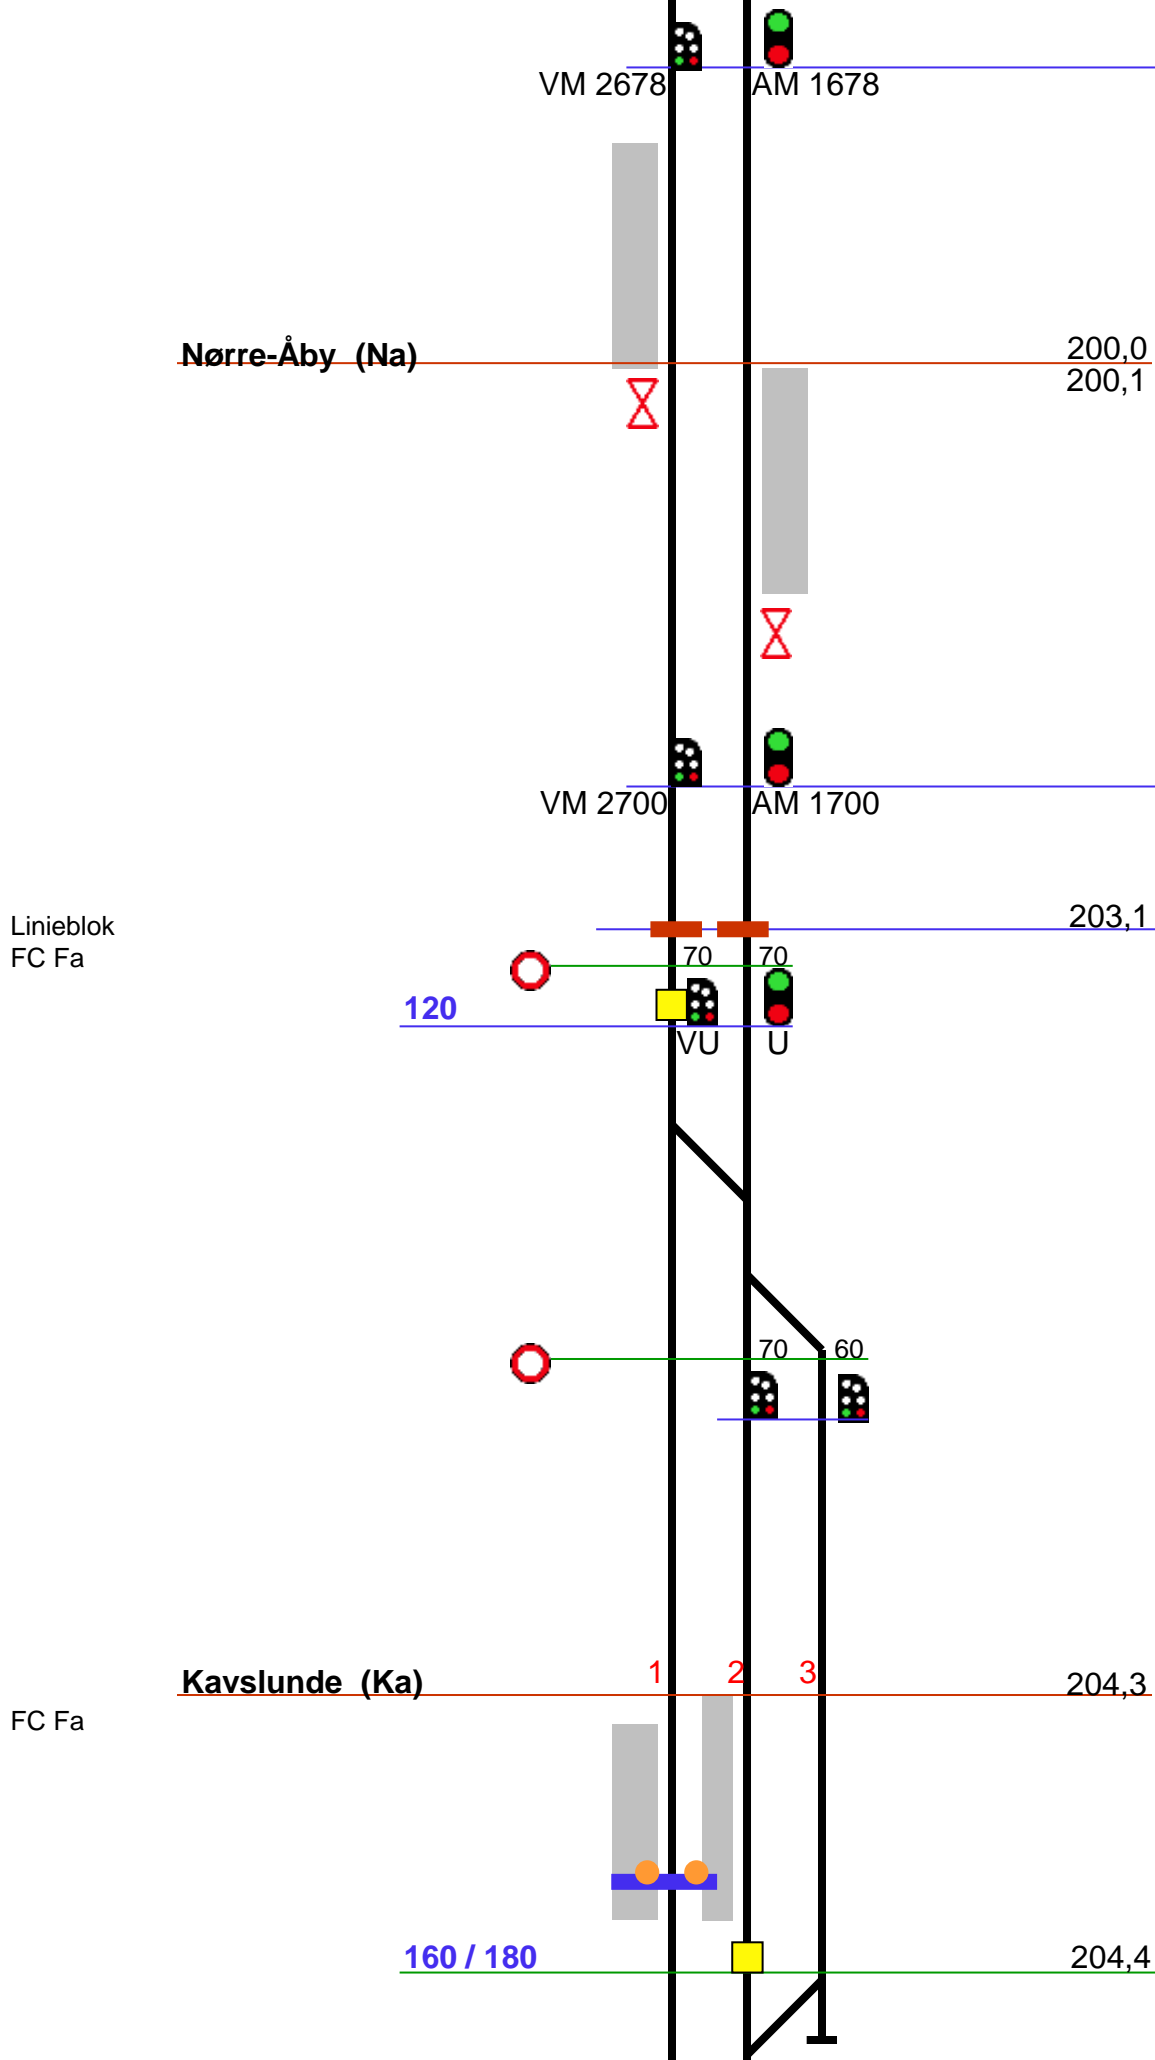 VM 2678 AM 1678
Nørre-Åby (Na) 200,0
200,1
VM 2700 AM 1700
Linieblok 203,1
FC Fa 70 70
120
VU U
70 60
Kavslunde (Ka) 1 2 3 204,3
FC Fa
160 / 180 204,4